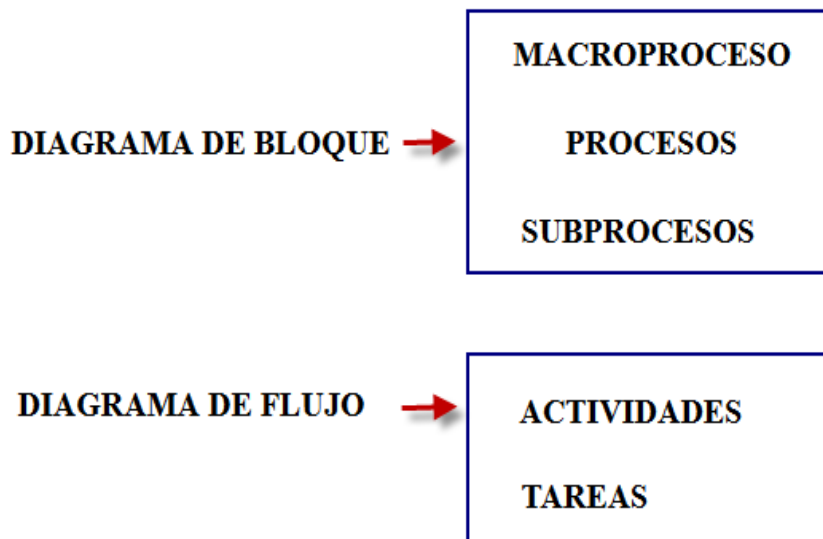 MACROPROCESO
DIAGRAMA DE BLOQUE
PROCESOS
SUBPROCESOS
DIAGRAMA DE FLUJO
ACTIVIDADES
TAREAS